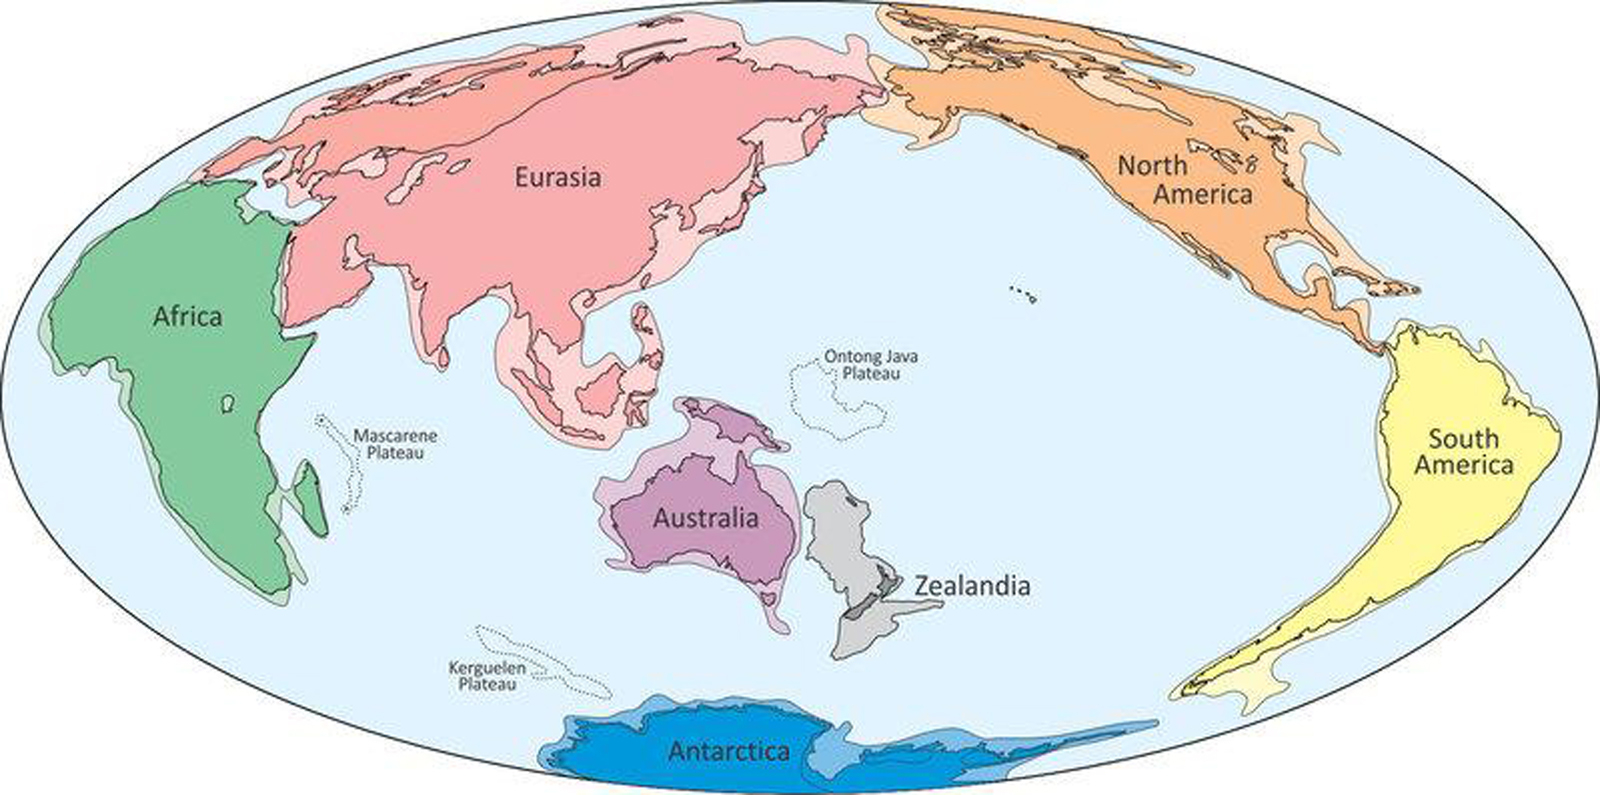 Eurasia
North
America
Africa
Ontong Java
Plateau
Mascarene
Plateau
South
America
Australia
Zealandia
Kerguelen
Plateau
Antarctica